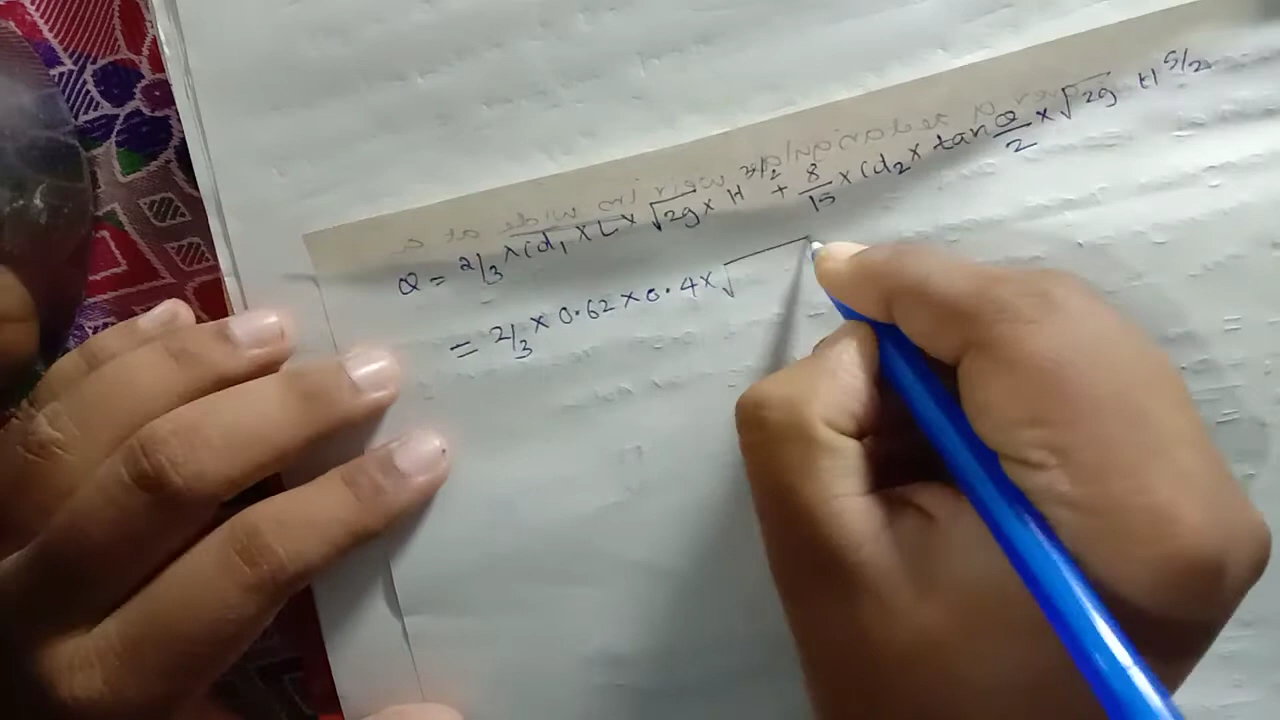 Q = 2/3 × Cd₁ × L × √2g × H^3/2 + 8/15 × Cd₂ × tan θ/2 × √2g H^5/2
= 2/3 × 0.62 × 0.4 × √